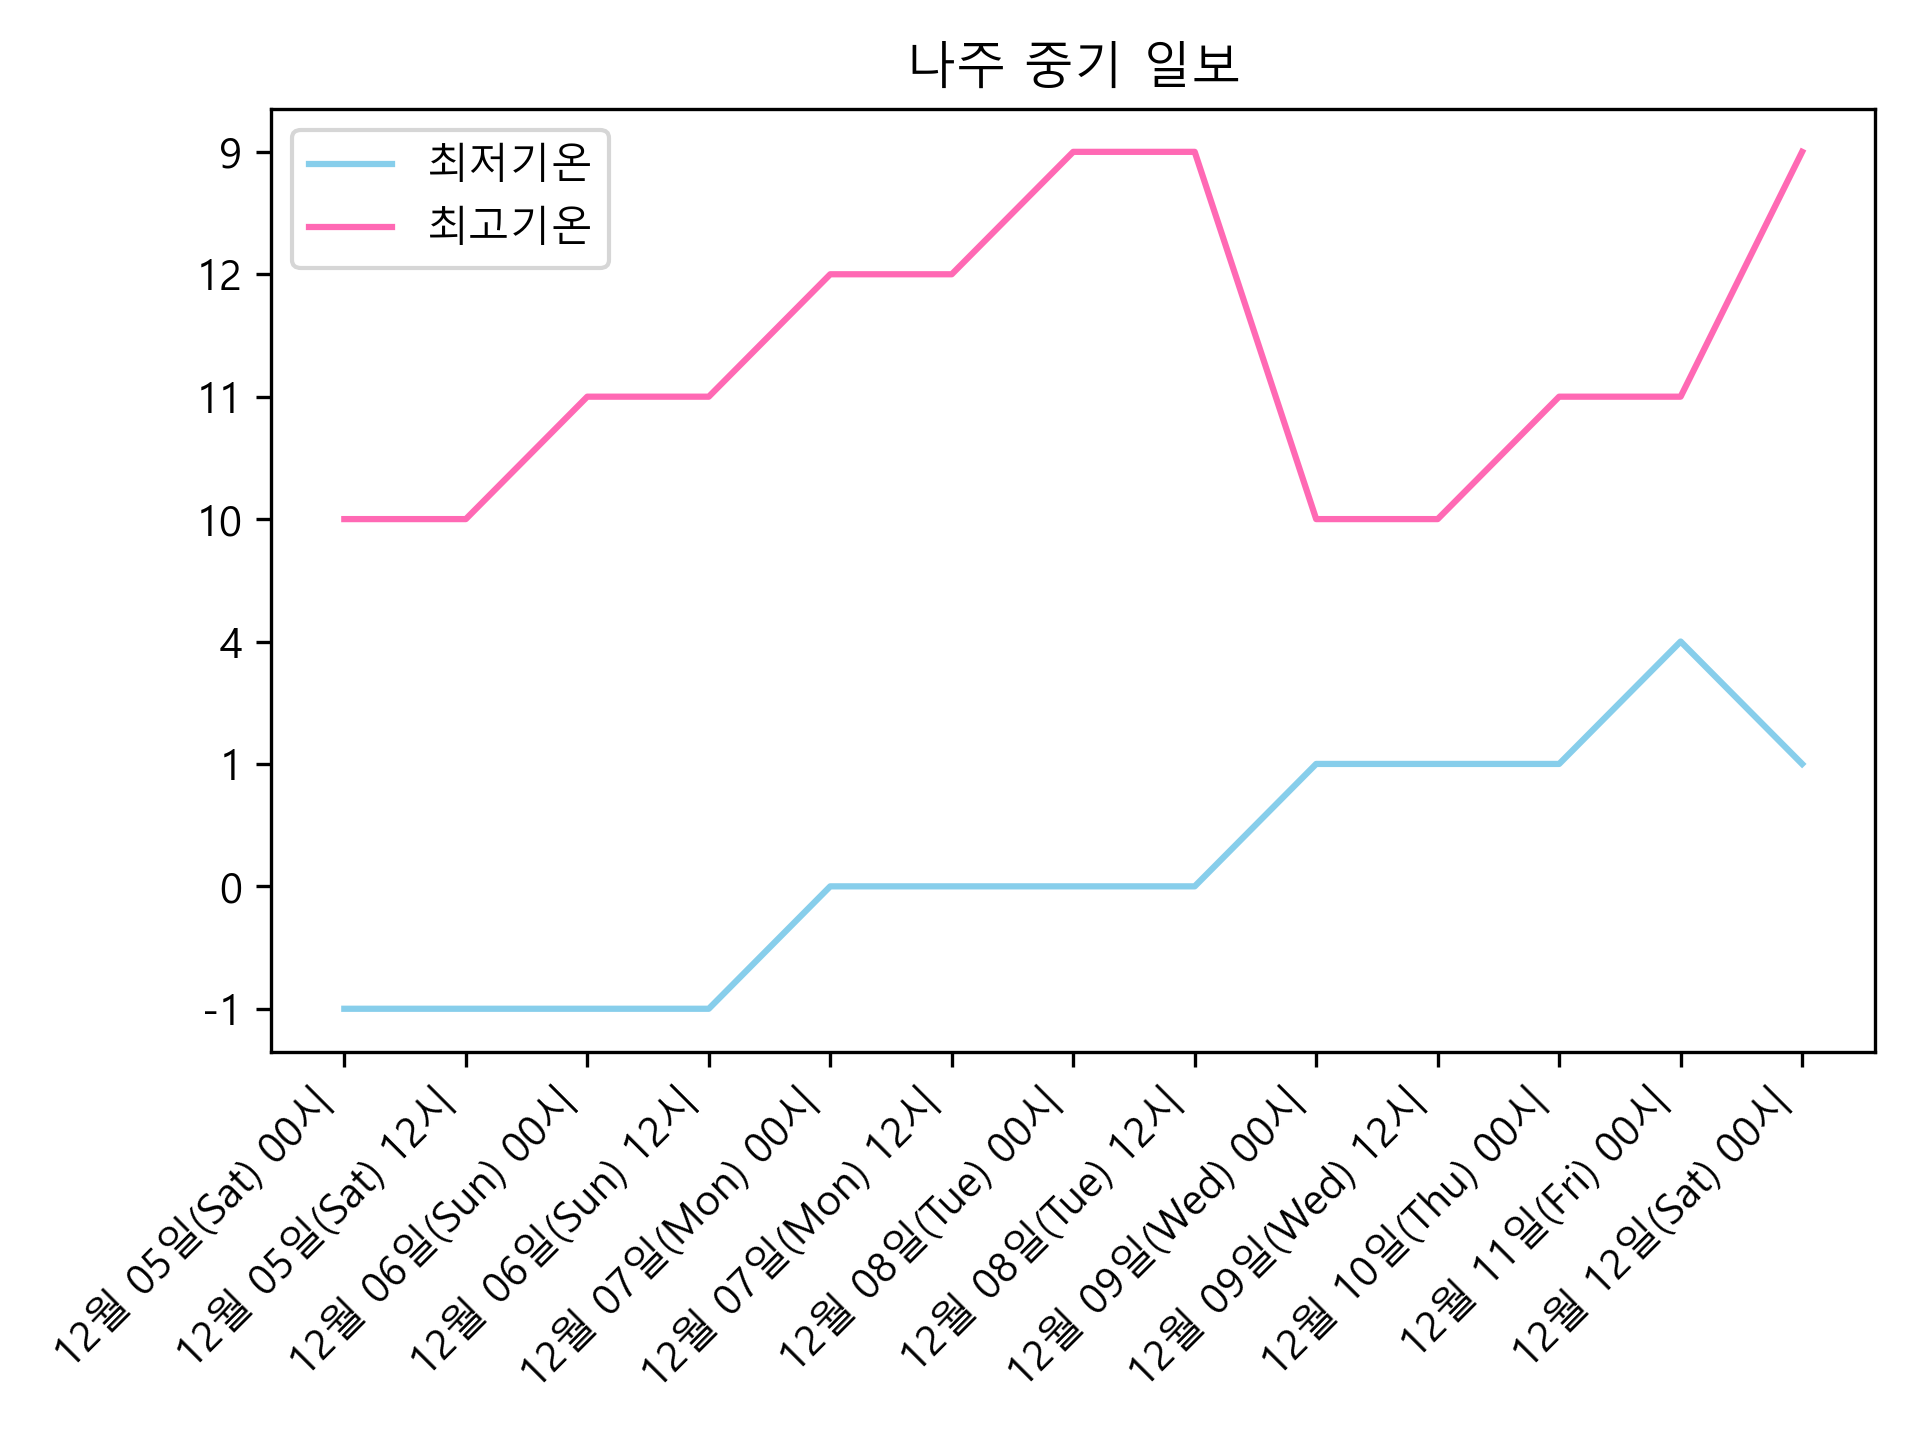 나주 중기 일보
최저기온
최고기온
9
12
11
10
4
1
0
-1
12월 05일(Sat) 00시
12월 05일(Sat) 12시
12월 06일(Sun) 00시
12월 06일(Sun) 12시
12월 07일(Mon) 00시
12월 07일(Mon) 12시
12월 08일(Tue) 00시
12월 08일(Tue) 12시
12월 09일(Wed) 00시
12월 09일(Wed) 12시
12월 10일(Thu) 00시
12월 11일(Fri) 00시
12월 12일(Sat) 00시